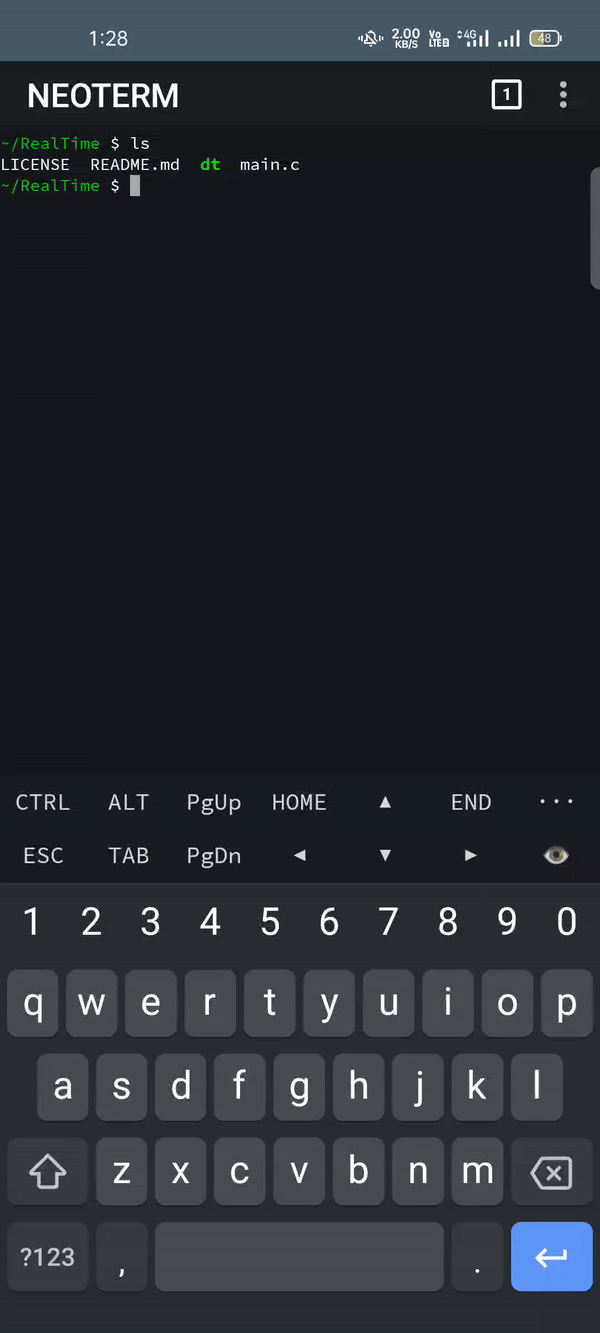 1:28 2.00 KB/S Vo LTE2 4G 48
NEOTERM 1
~/RealTime $ ls
LICENSE README.md dt main.c
~/RealTime $
CTRL ALT PgUp HOME ▲ END ···
ESC TAB PgDn ◀ ▼ ▶
1 2 3 4 5 6 7 8 9 0
q w e r t y u i o p
a s d f g h j k l
z x c v b n m
?123 , .